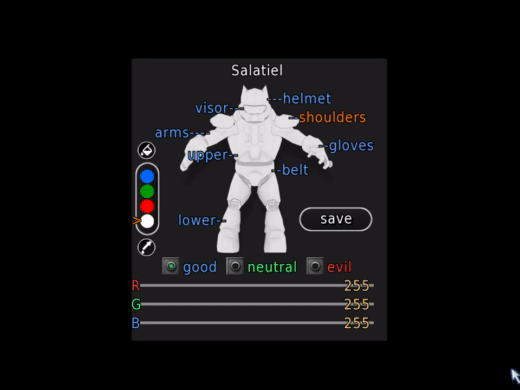 Salatiel
visor
helmet
shoulders
arms
gloves
upper
belt
lower
save
>
good neutral evil
R 255
G 255
B 255